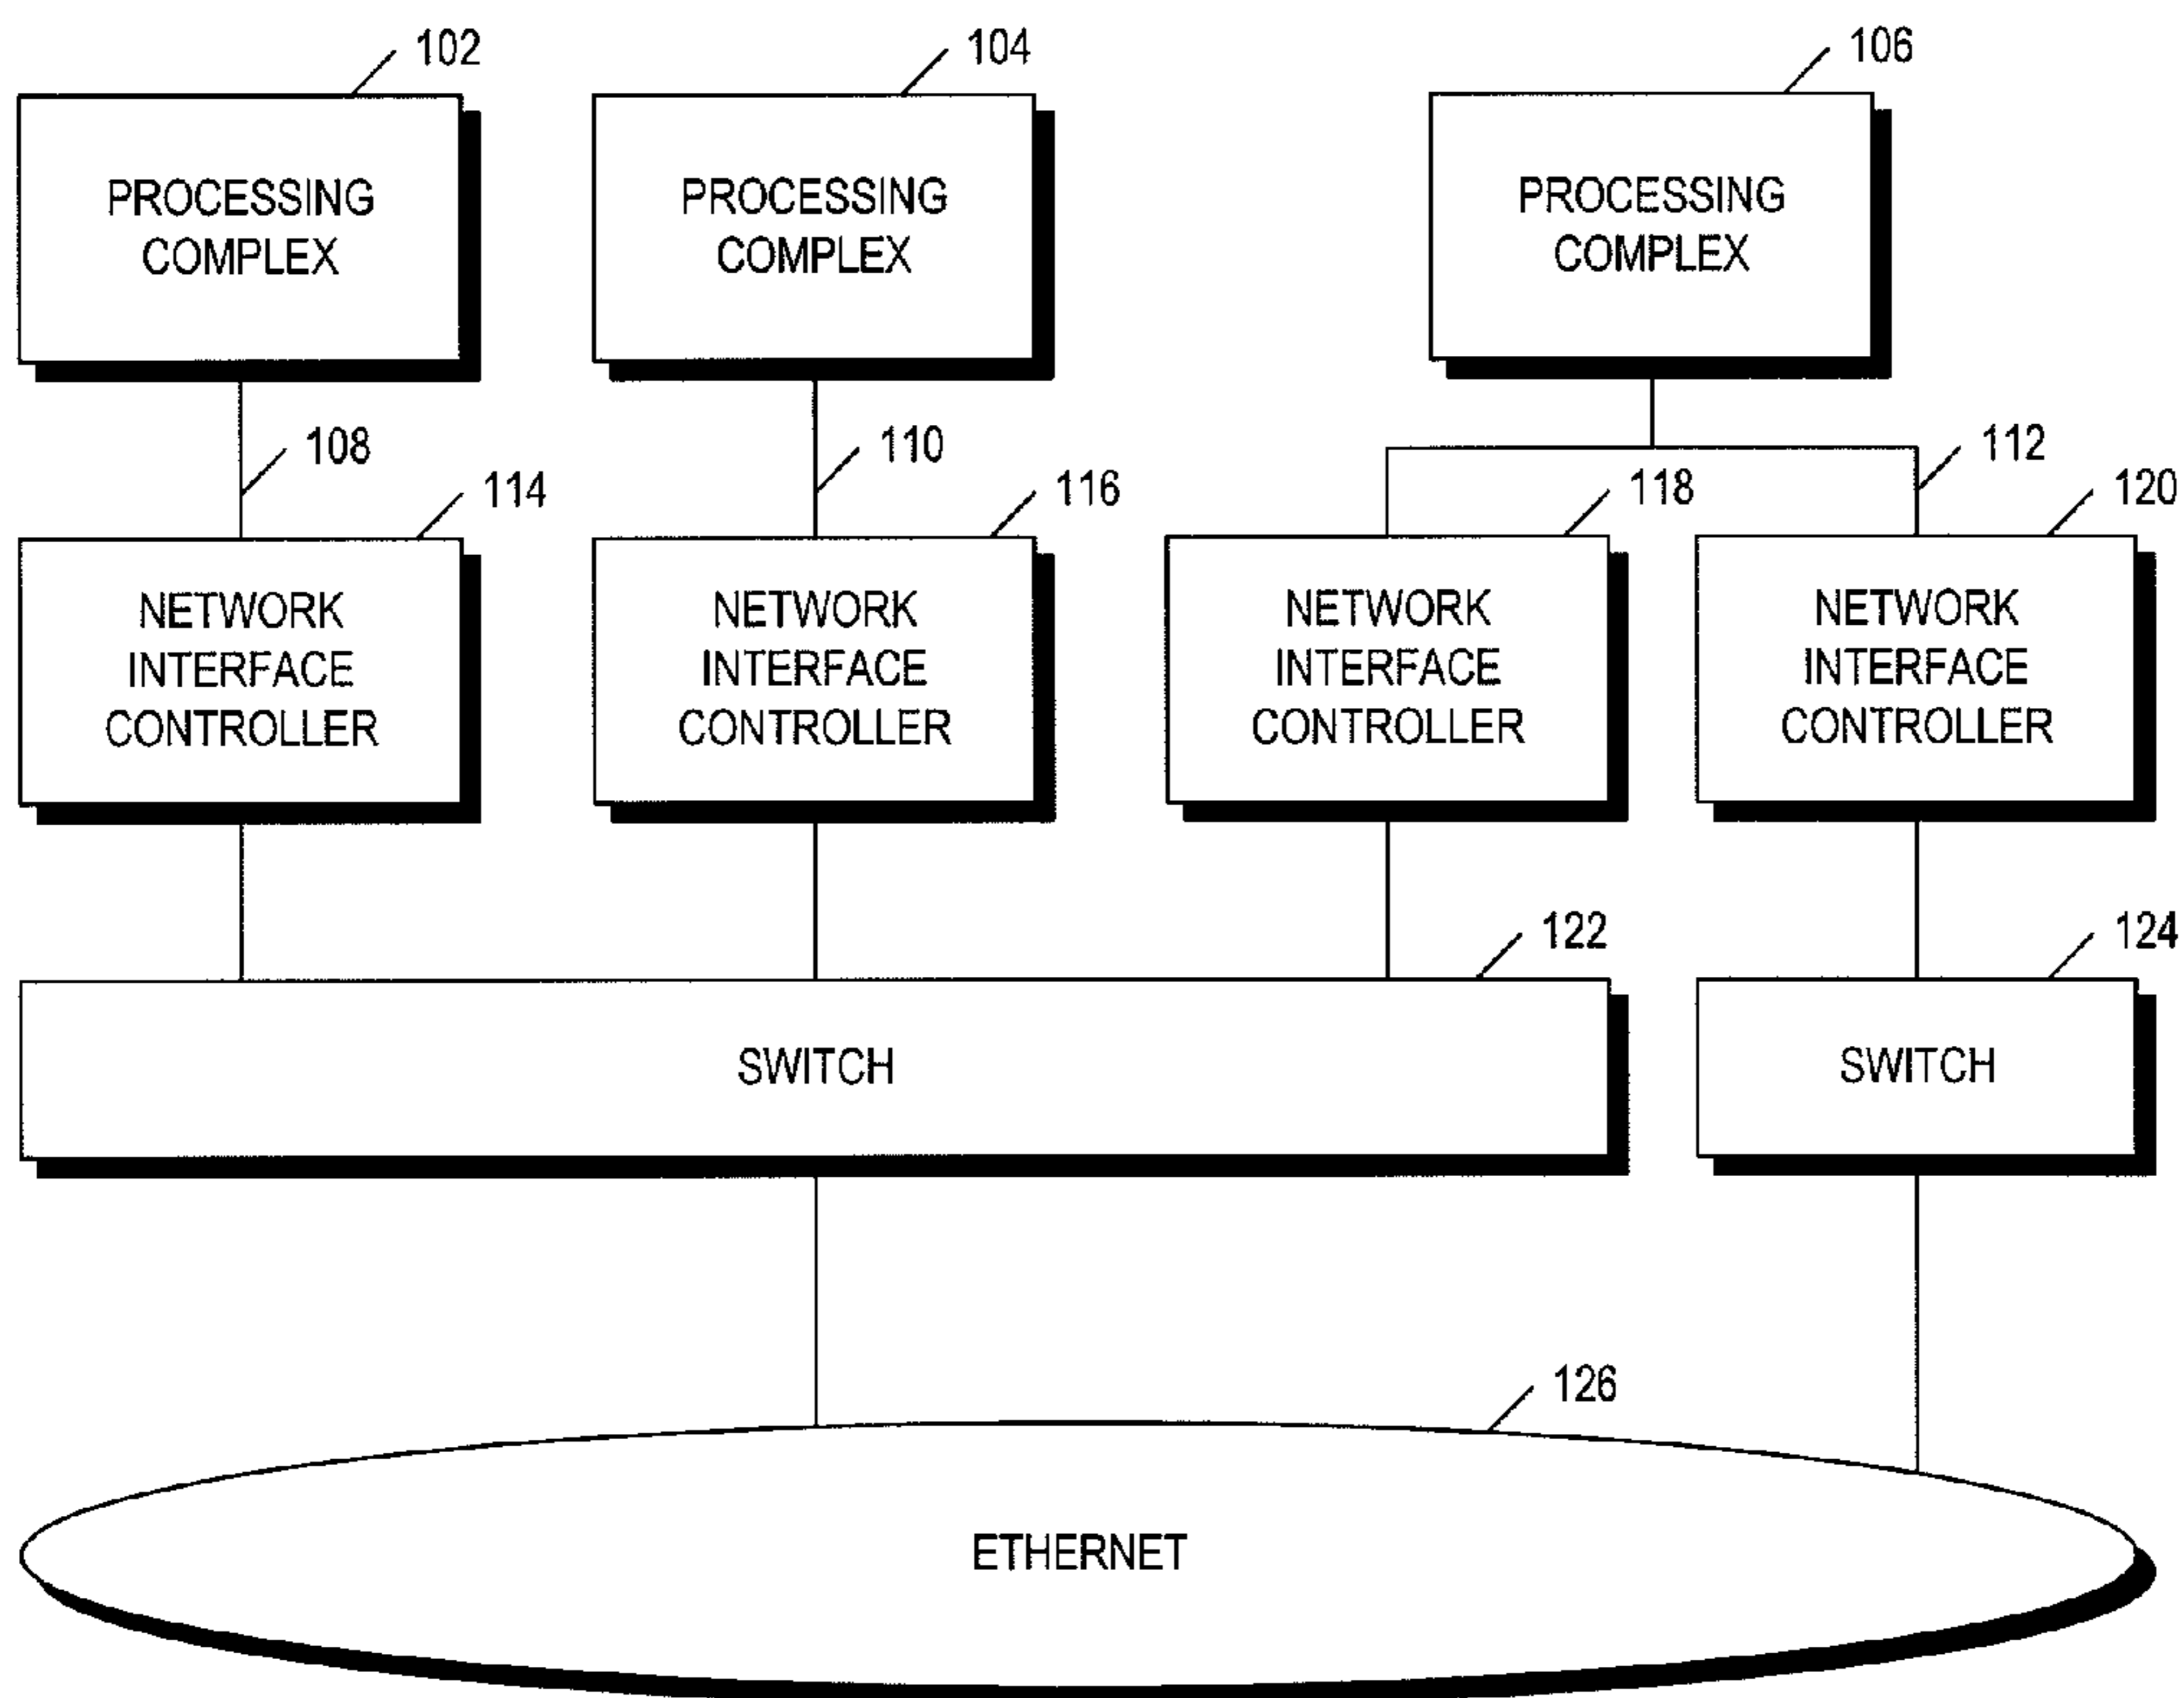 102
104
106
PROCESSING
COMPLEX
PROCESSING
COMPLEX
PROCESSING
COMPLEX
108
110
112
114
116
118
120
NETWORK
INTERFACE
CONTROLLER
NETWORK
INTERFACE
CONTROLLER
NETWORK
INTERFACE
CONTROLLER
NETWORK
INTERFACE
CONTROLLER
122
124
SWITCH
SWITCH
126
ETHERNET